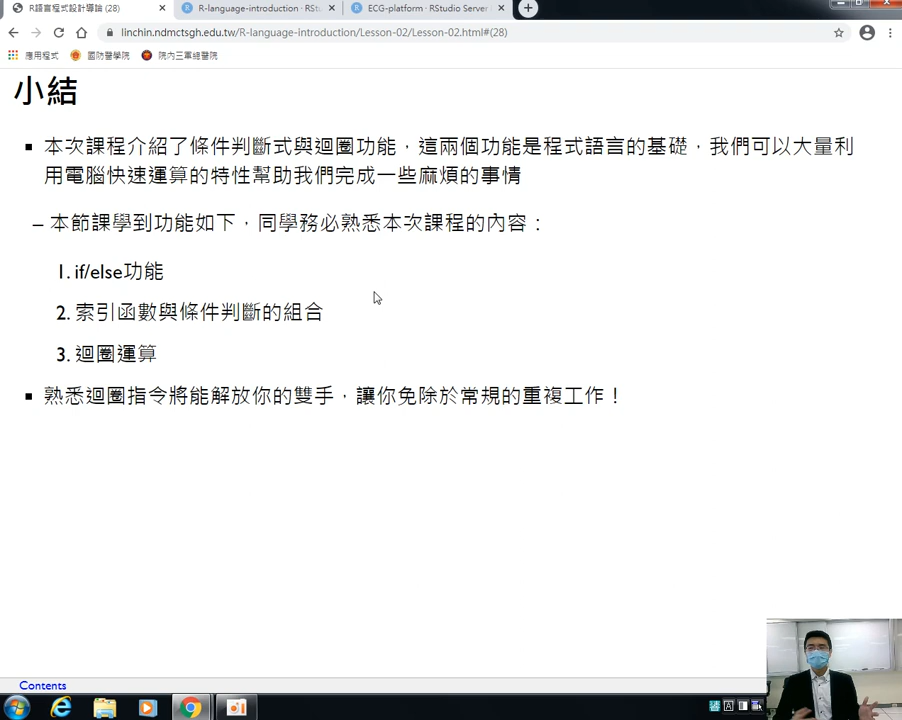 R語言程式設計導論 (28)
R-language-introduction · RSt
ECG-platform · RStudio Server
linchin.ndmctsgh.edu.tw/R-language-introduction/Lesson-02/Lesson-02.html#(28)
應用程式
國防醫學院
院內三軍總醫院
小結
本次課程介紹了條件判斷式與迴圈功能，這兩個功能是程式語言的基礎，我們可以大量利
用電腦快速運算的特性幫助我們完成一些麻煩的事情
– 本節課學到功能如下，同學務必熟悉本次課程的內容：
1. if/else功能
2. 索引函數與條件判斷的組合
3. 迴圈運算
熟悉迴圈指令將能解放你的雙手，讓你免除於常規的重複工作！
Contents